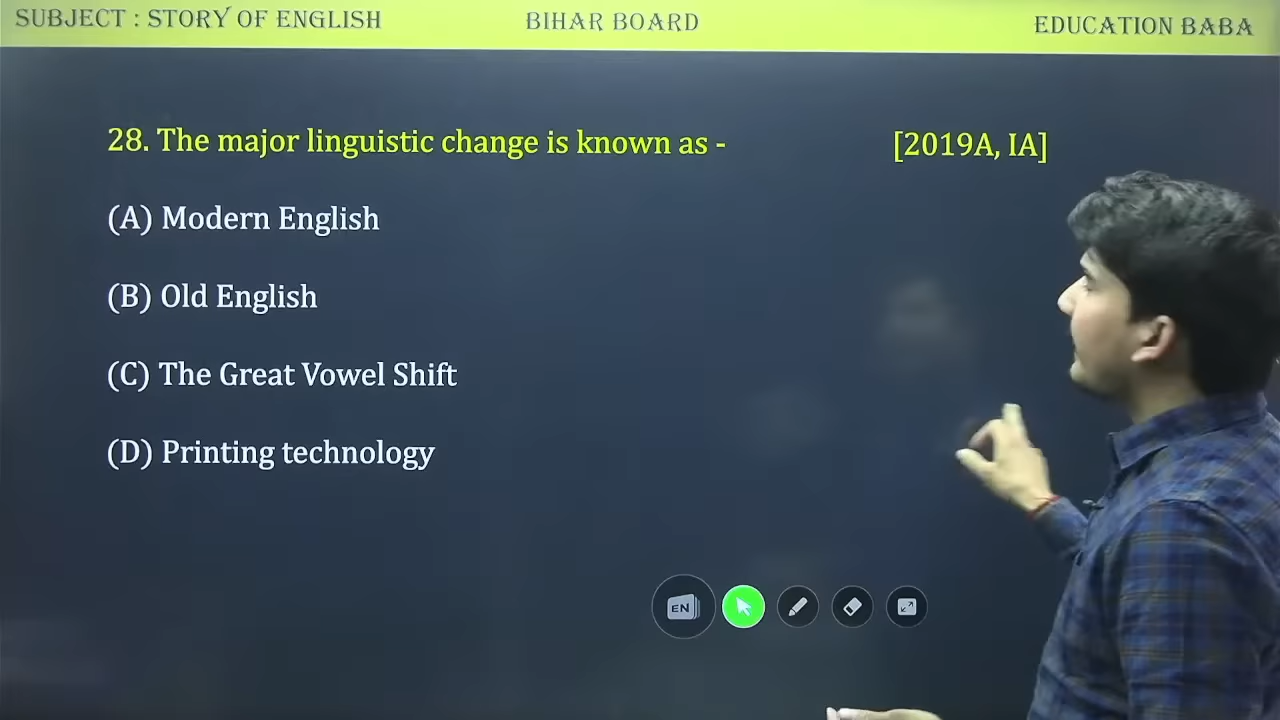 SUBJECT : STORY OF ENGLISH BIHAR BOARD EDUCATION BABA
28. The major linguistic change is known as - [2019A, IA]
(A) Modern English
(B) Old English
(C) The Great Vowel Shift
(D) Printing technology
EN